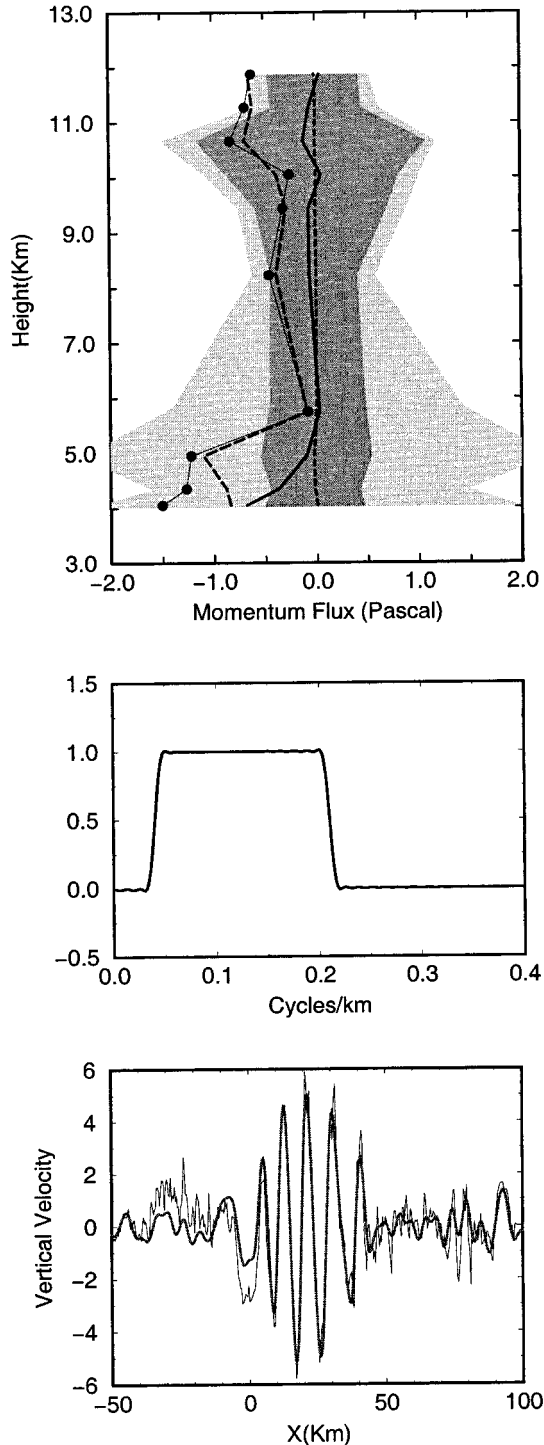 13.0
11.0
9.0
7.0
5.0
3.0
Height(Km)
−2.0 −1.0 0.0 1.0 2.0
Momentum Flux (Pascal)
1.5
1.0
0.5
0.0
−0.5
0.0 0.1 0.2 0.3 0.4
Cycles/km
6
4
2
0
−2
−4
−6
Vertical Velocity
−50 0 50 100
X(Km)